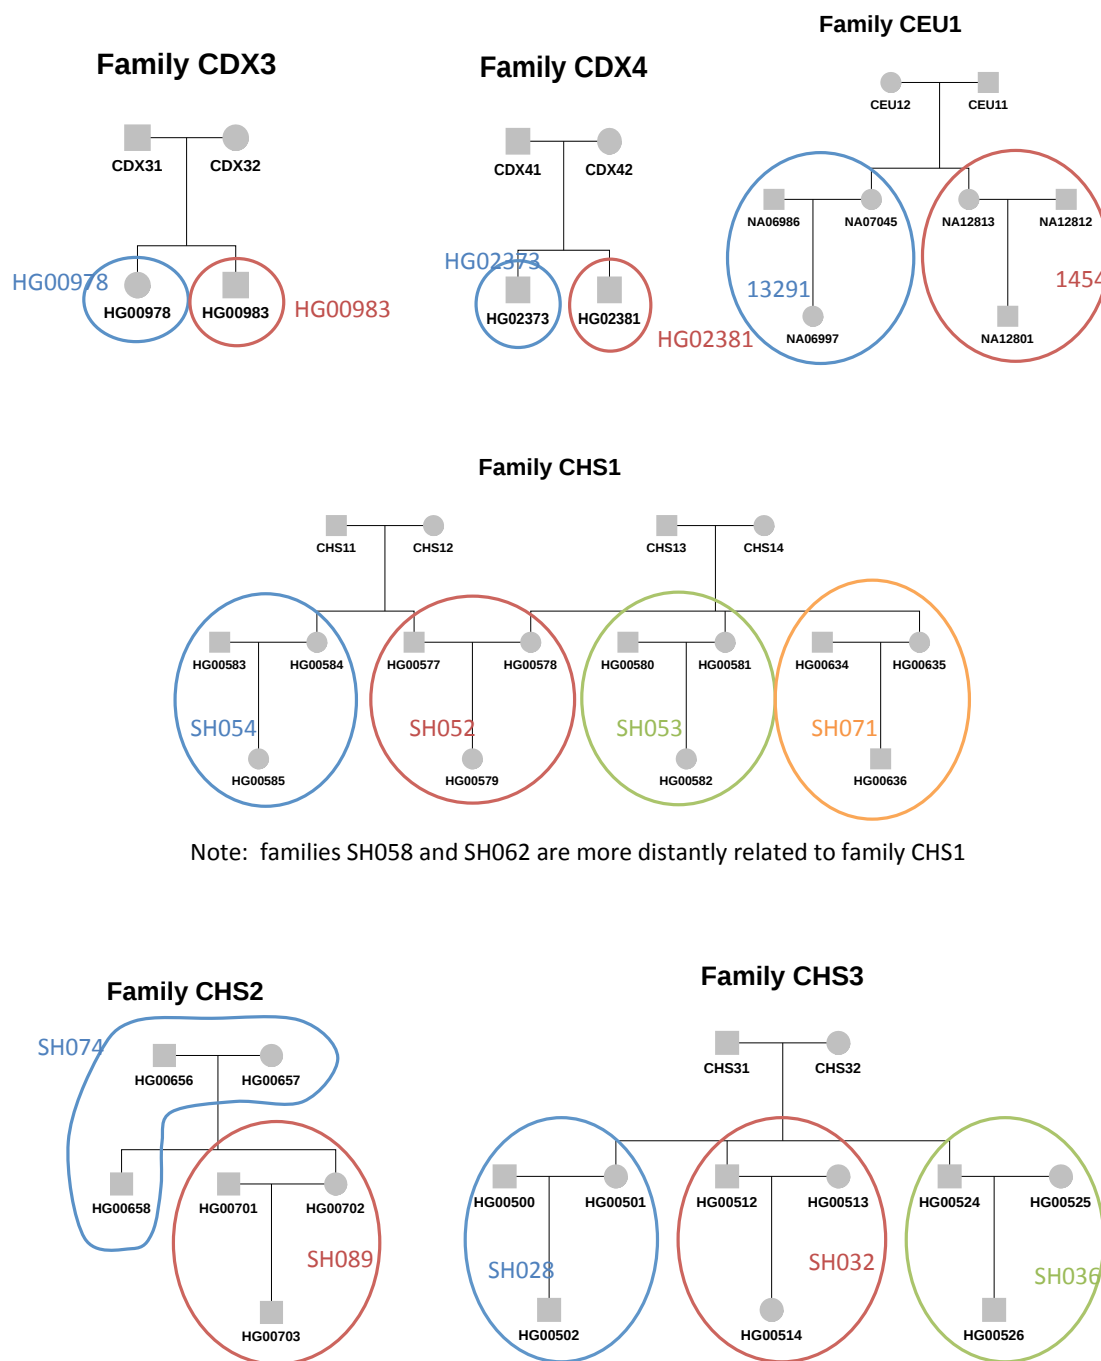 Family CDX3
CDX31
CDX32
HG00978
HG00978
HG00983
HG00983
Family CDX4
CDX41
CDX42
HG02373
HG02373
HG02381
HG02381
Family CEU1
CEU12
CEU11
NA06986
NA07045
NA12813
NA12812
13291
1454
NA06997
NA12801
Family CHS1
CHS11
CHS12
CHS13
CHS14
HG00583
HG00584
HG00577
HG00578
HG00580
HG00581
HG00634
HG00635
SH054
SH052
SH053
SH071
HG00585
HG00579
HG00582
HG00636
Note: families SH058 and SH062 are more distantly related to family CHS1
Family CHS2
SH074
HG00656
HG00657
HG00658
HG00701
HG00702
SH089
HG00703
Family CHS3
CHS31
CHS32
HG00500
HG00501
HG00512
HG00513
HG00524
HG00525
SH028
SH032
SH036
HG00502
HG00514
HG00526